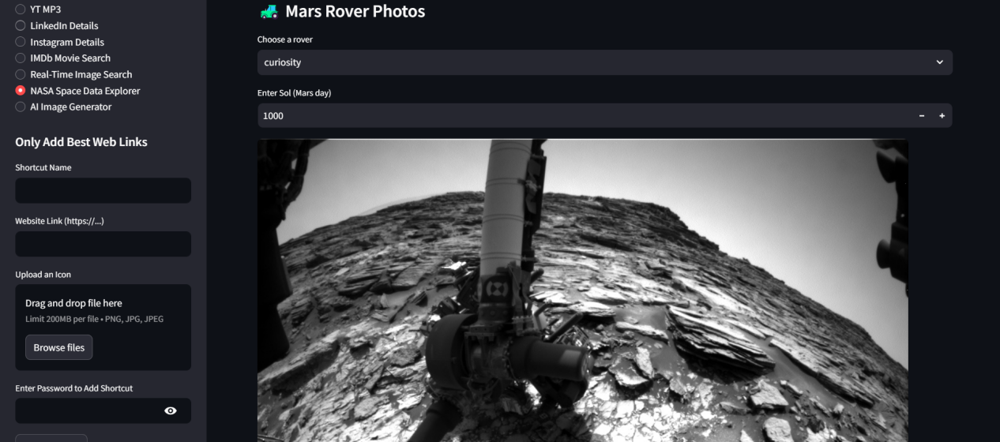 YT MP3
LinkedIn Details
Instagram Details
IMDb Movie Search
Real-Time Image Search
NASA Space Data Explorer
AI Image Generator
Only Add Best Web Links
Shortcut Name
Website Link (https://...)
Upload an Icon
Drag and drop file here
Limit 200MB per file • PNG, JPG, JPEG
Browse files
Enter Password to Add Shortcut
Mars Rover Photos
Choose a rover
curiosity
Enter Sol (Mars day)
1000